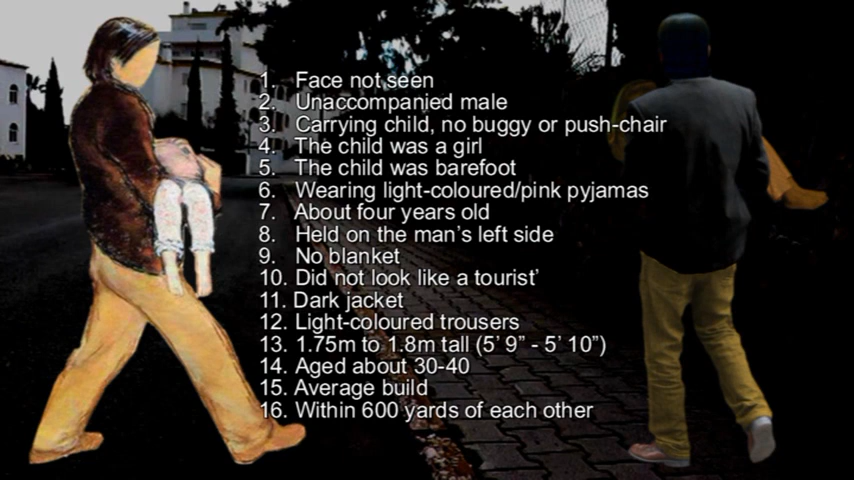 1. Face not seen
2. Unaccompanied male
3. Carrying child, no buggy or push-chair
4. The child was a girl
5. The child was barefoot
6. Wearing light-coloured/pink pyjamas
7. About four years old
8. Held on the man's left side
9. No blanket
10. Did not look like a tourist'
11. Dark jacket
12. Light-coloured trousers
13. 1.75m to 1.8m tall (5' 9" - 5' 10")
14. Aged about 30-40
15. Average build
16. Within 600 yards of each other